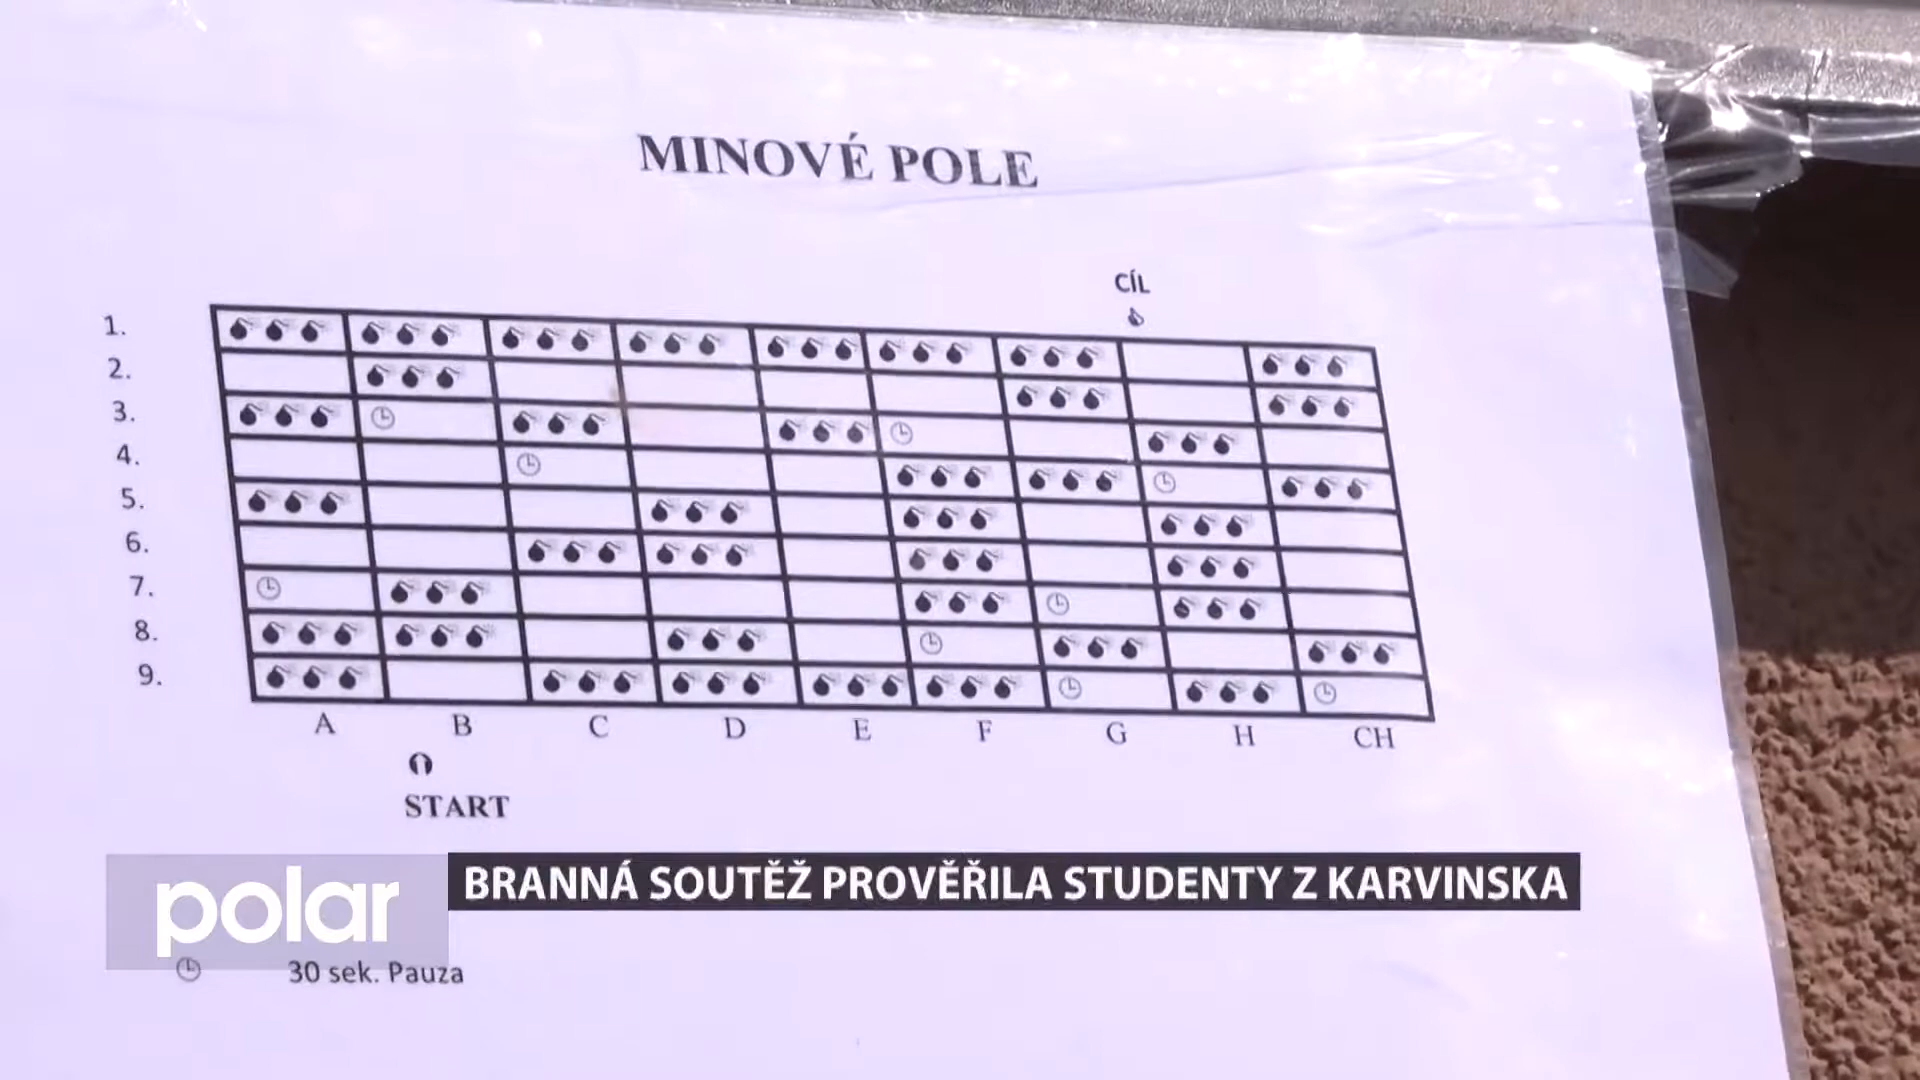 MINOVÉ POLE
CÍL
1.
2.
3.
4.
5.
6.
7.
8.
9.
A B C D E F G H CH
START
polar
BRANNÁ SOUTĚŽ PROVĚŘILA STUDENTY Z KARVINSKA
30 sek. Pauza